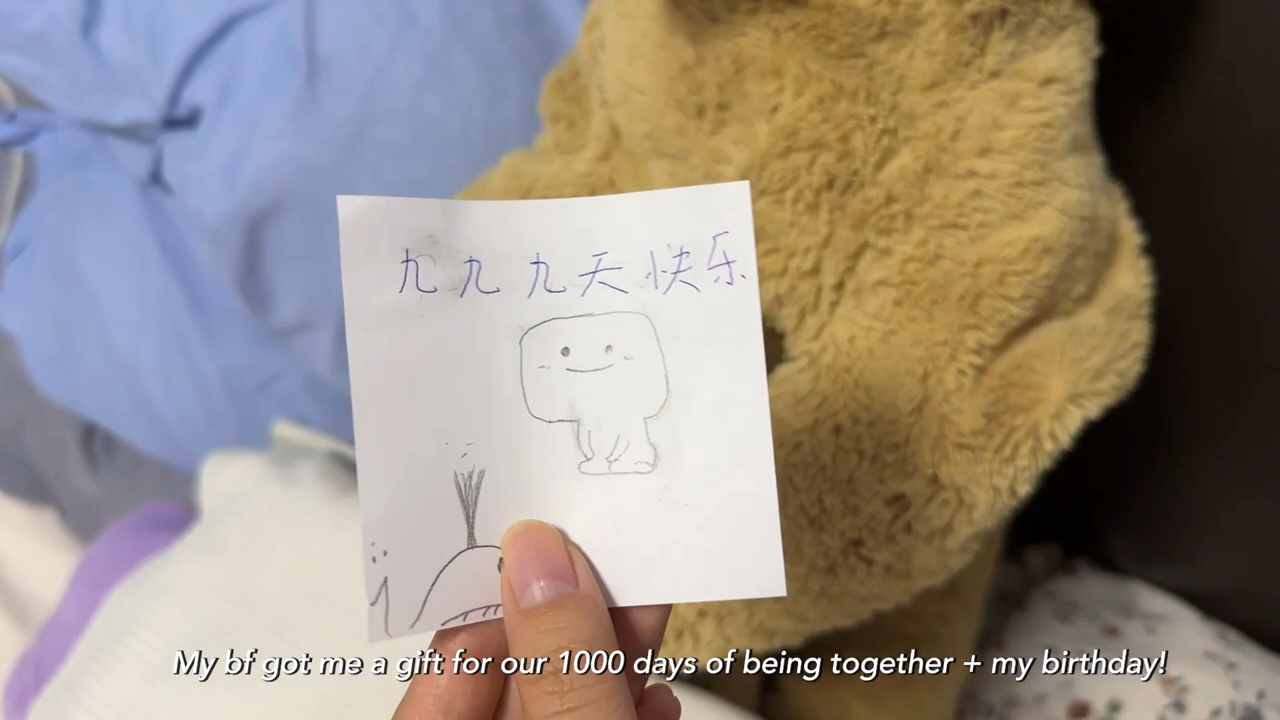 九九九天快乐
My bf got me a gift for our 1000 days of being together + my birthday!